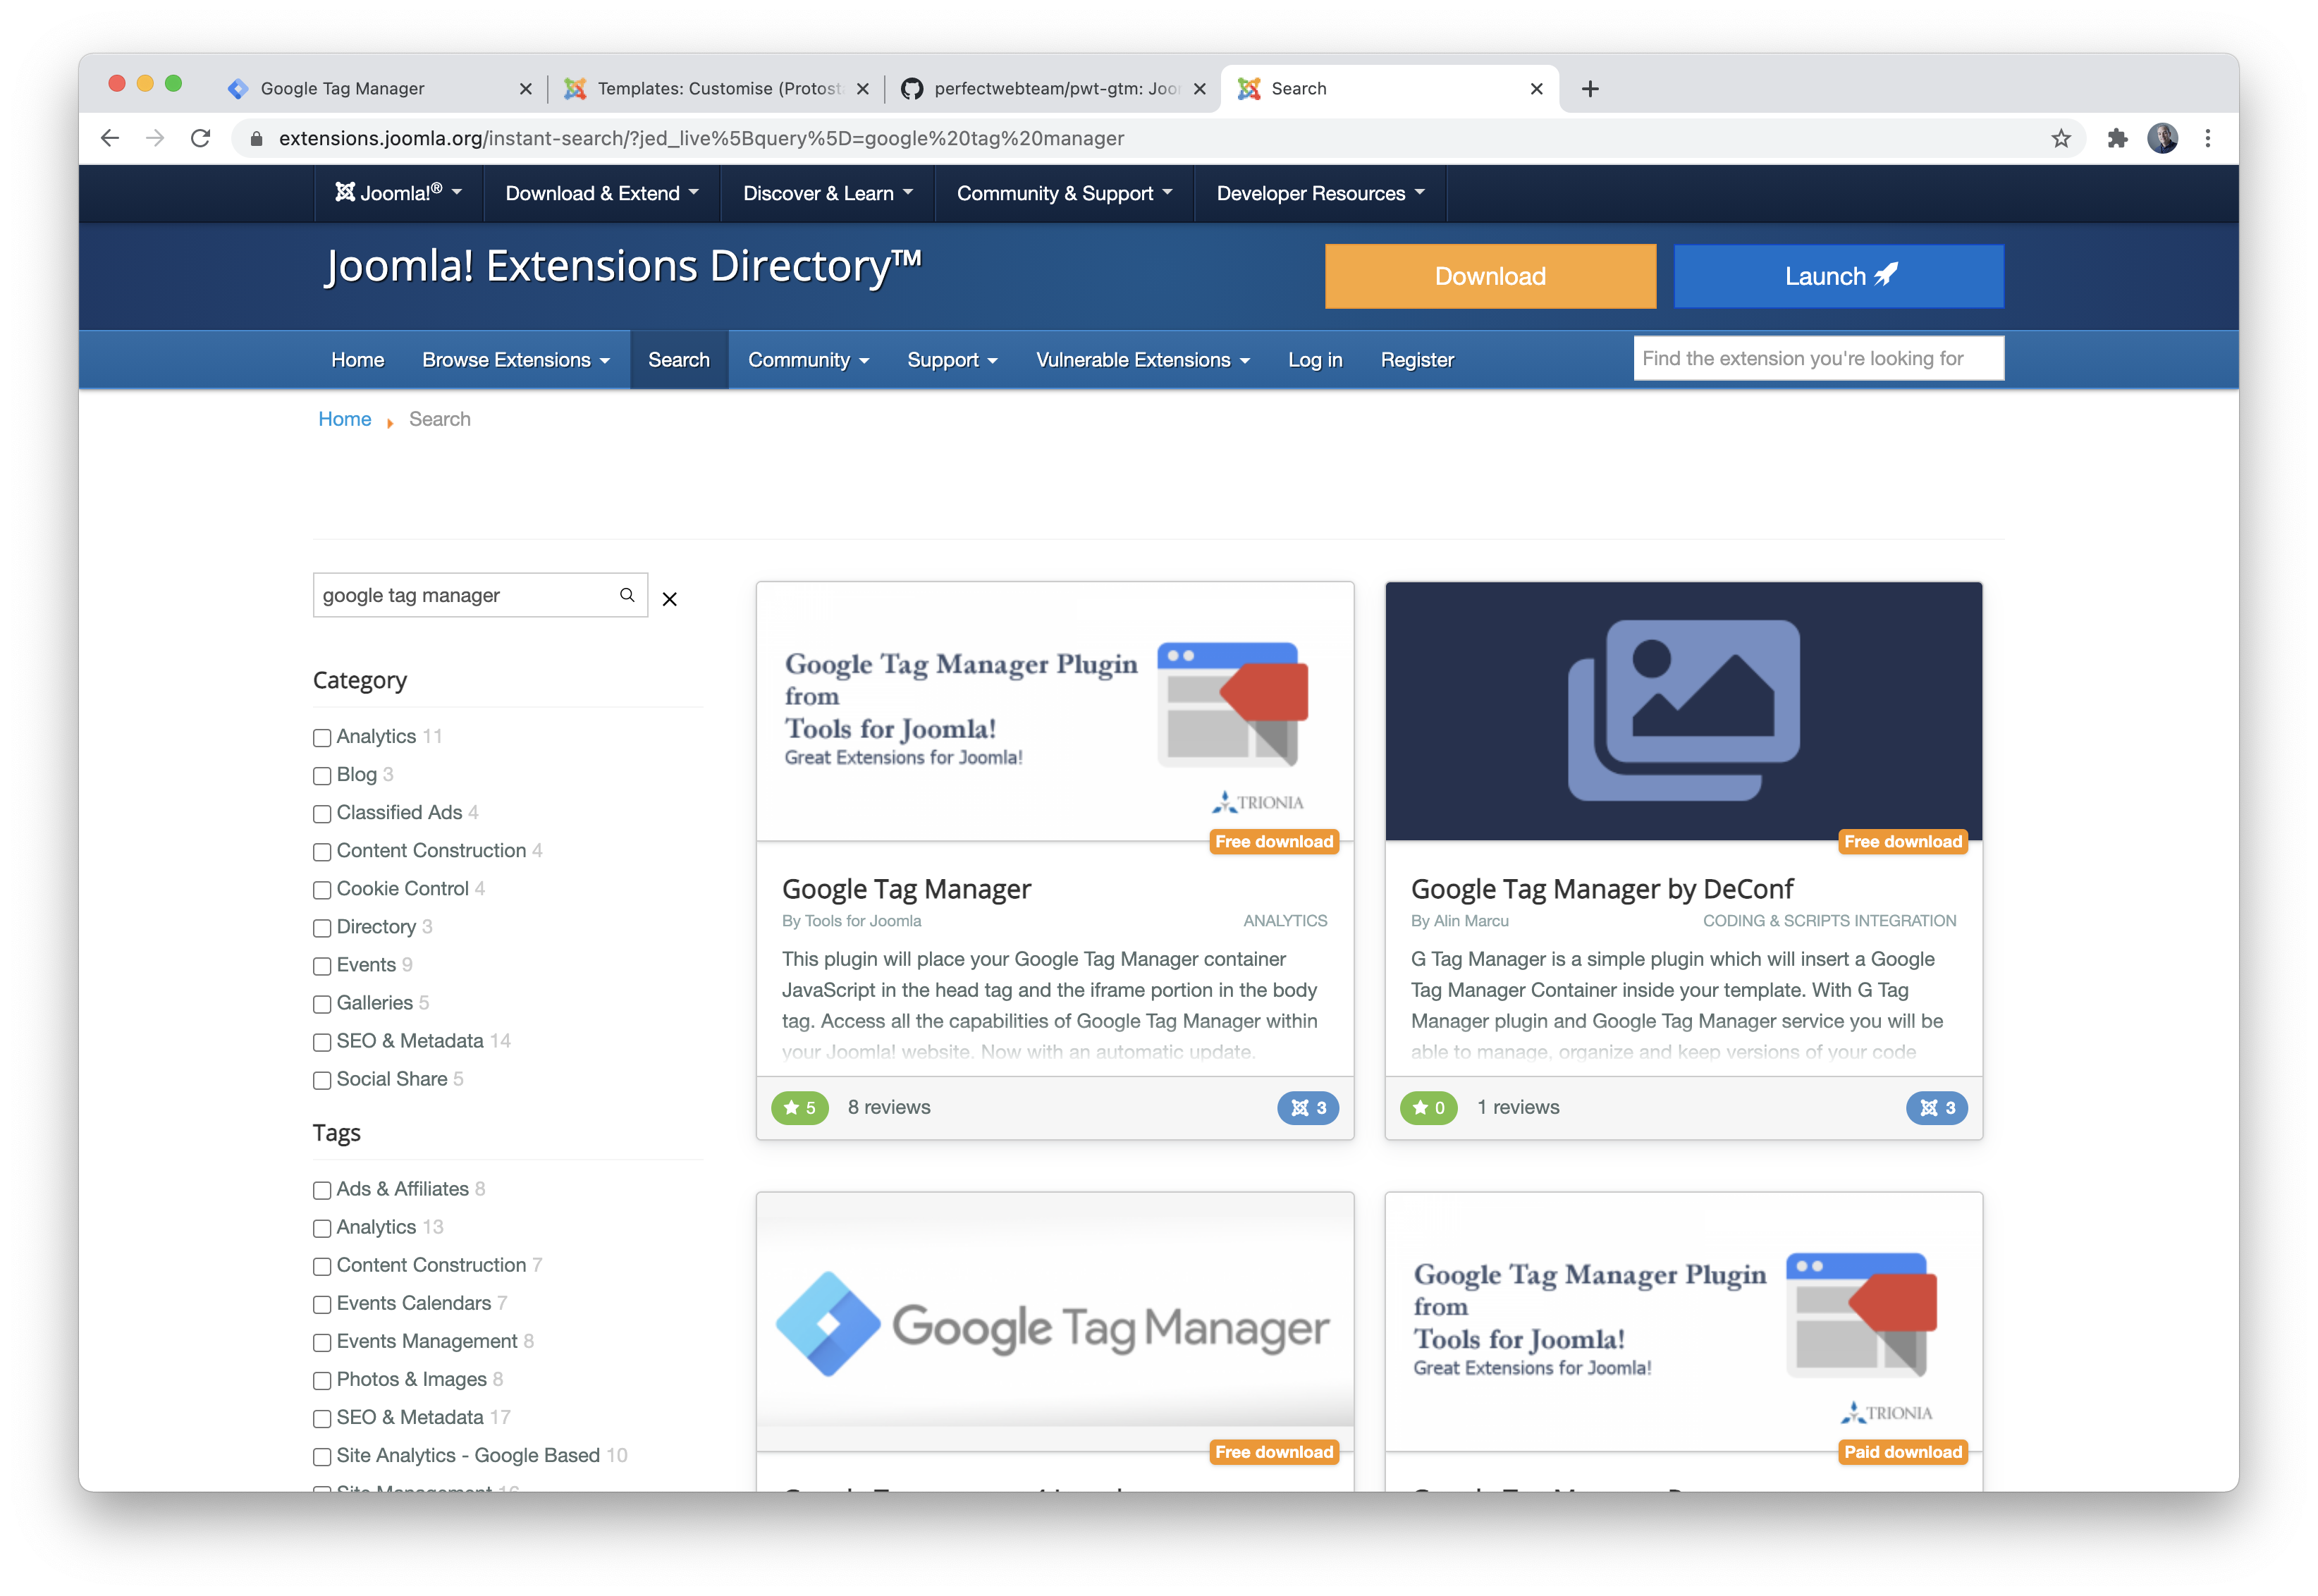 Google Tag Manager
Templates: Customise (Protost
perfectwebteam/pwt-gtm: Joo
Search
extensions.joomla.org/instant-search/?jed_live%5Bquery%5D=google%20tag%20manager
Joomla!®
Download & Extend
Discover & Learn
Community & Support
Developer Resources
Joomla! Extensions Directory™
Download
Launch
Home
Browse Extensions
Search
Community
Support
Vulnerable Extensions
Log in
Register
Find the extension you're looking for
Home
Search
google tag manager
Category
Analytics 11
Blog 3
Classified Ads 4
Content Construction 4
Cookie Control 4
Directory 3
Events 9
Galleries 5
SEO & Metadata 14
Social Share 5
Tags
Ads & Affiliates 8
Analytics 13
Content Construction 7
Events Calendars 7
Events Management 8
Photos & Images 8
SEO & Metadata 17
Site Analytics - Google Based 10
Site Management 16
Google Tag Manager Plugin
from
Tools for Joomla!
Great Extensions for Joomla!
TRIONIA
Free download
Google Tag Manager
By Tools for Joomla
ANALYTICS
This plugin will place your Google Tag Manager container
JavaScript in the head tag and the iframe portion in the body
tag. Access all the capabilities of Google Tag Manager within
your Joomla! website. Now with an automatic update.
5
8 reviews
3
Free download
Google Tag Manager by DeConf
By Alin Marcu
CODING & SCRIPTS INTEGRATION
G Tag Manager is a simple plugin which will insert a Google
Tag Manager Container inside your template. With G Tag
Manager plugin and Google Tag Manager service you will be
able to manage, organize and keep versions of your code
0
1 reviews
3
Google Tag Manager
Free download
Google Tag Manager Plugin
from
Tools for Joomla!
Great Extensions for Joomla!
TRIONIA
Paid download